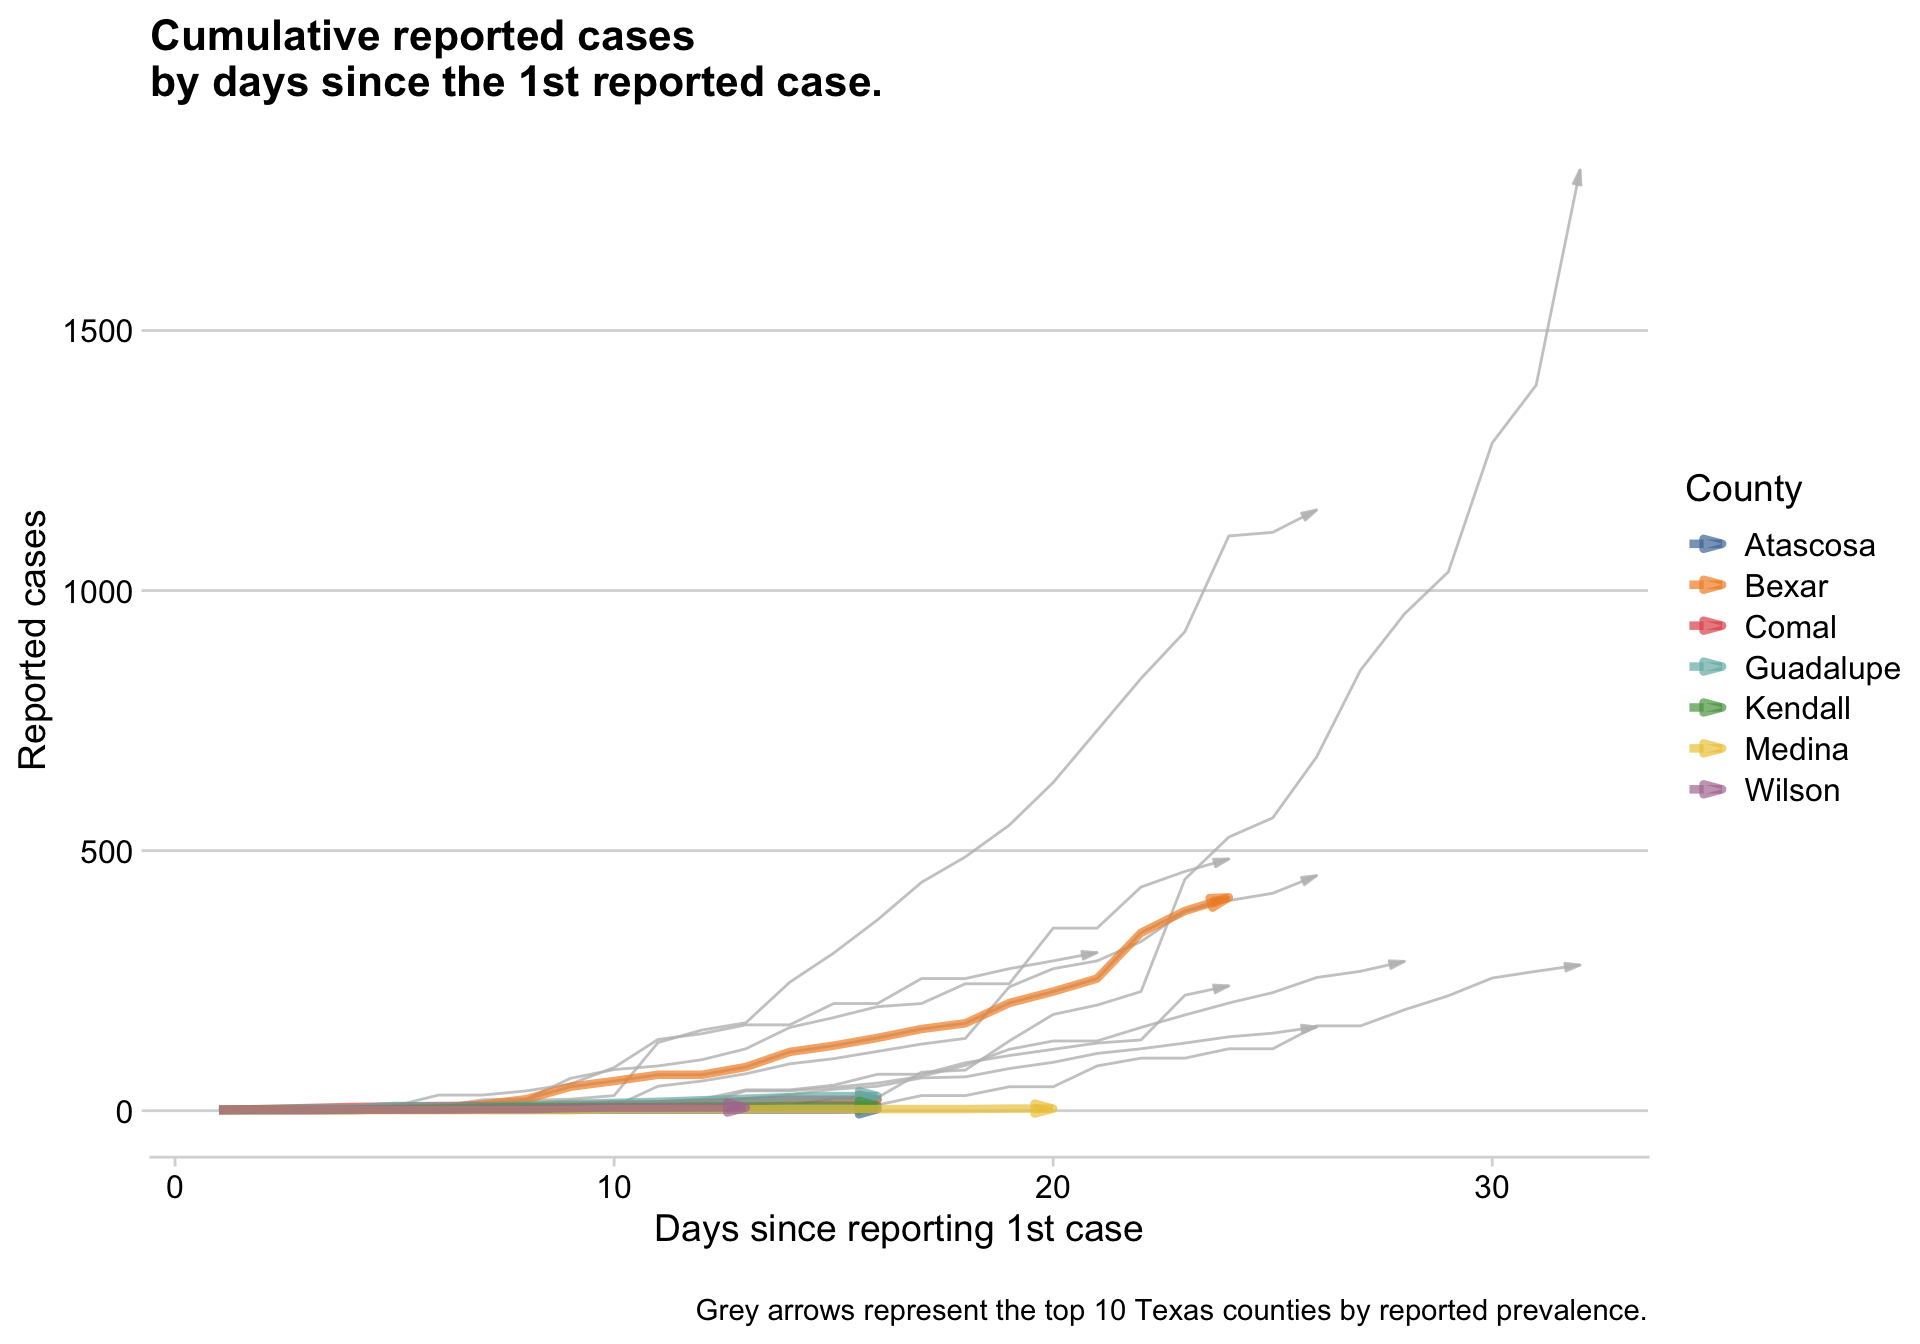 Cumulative reported cases
by days since the 1st reported case.
1500
1000
500
0
Reported cases
0 10 20 30
Days since reporting 1st case
County
Atascosa
Bexar
Comal
Guadalupe
Kendall
Medina
Wilson
Grey arrows represent the top 10 Texas counties by reported prevalence.